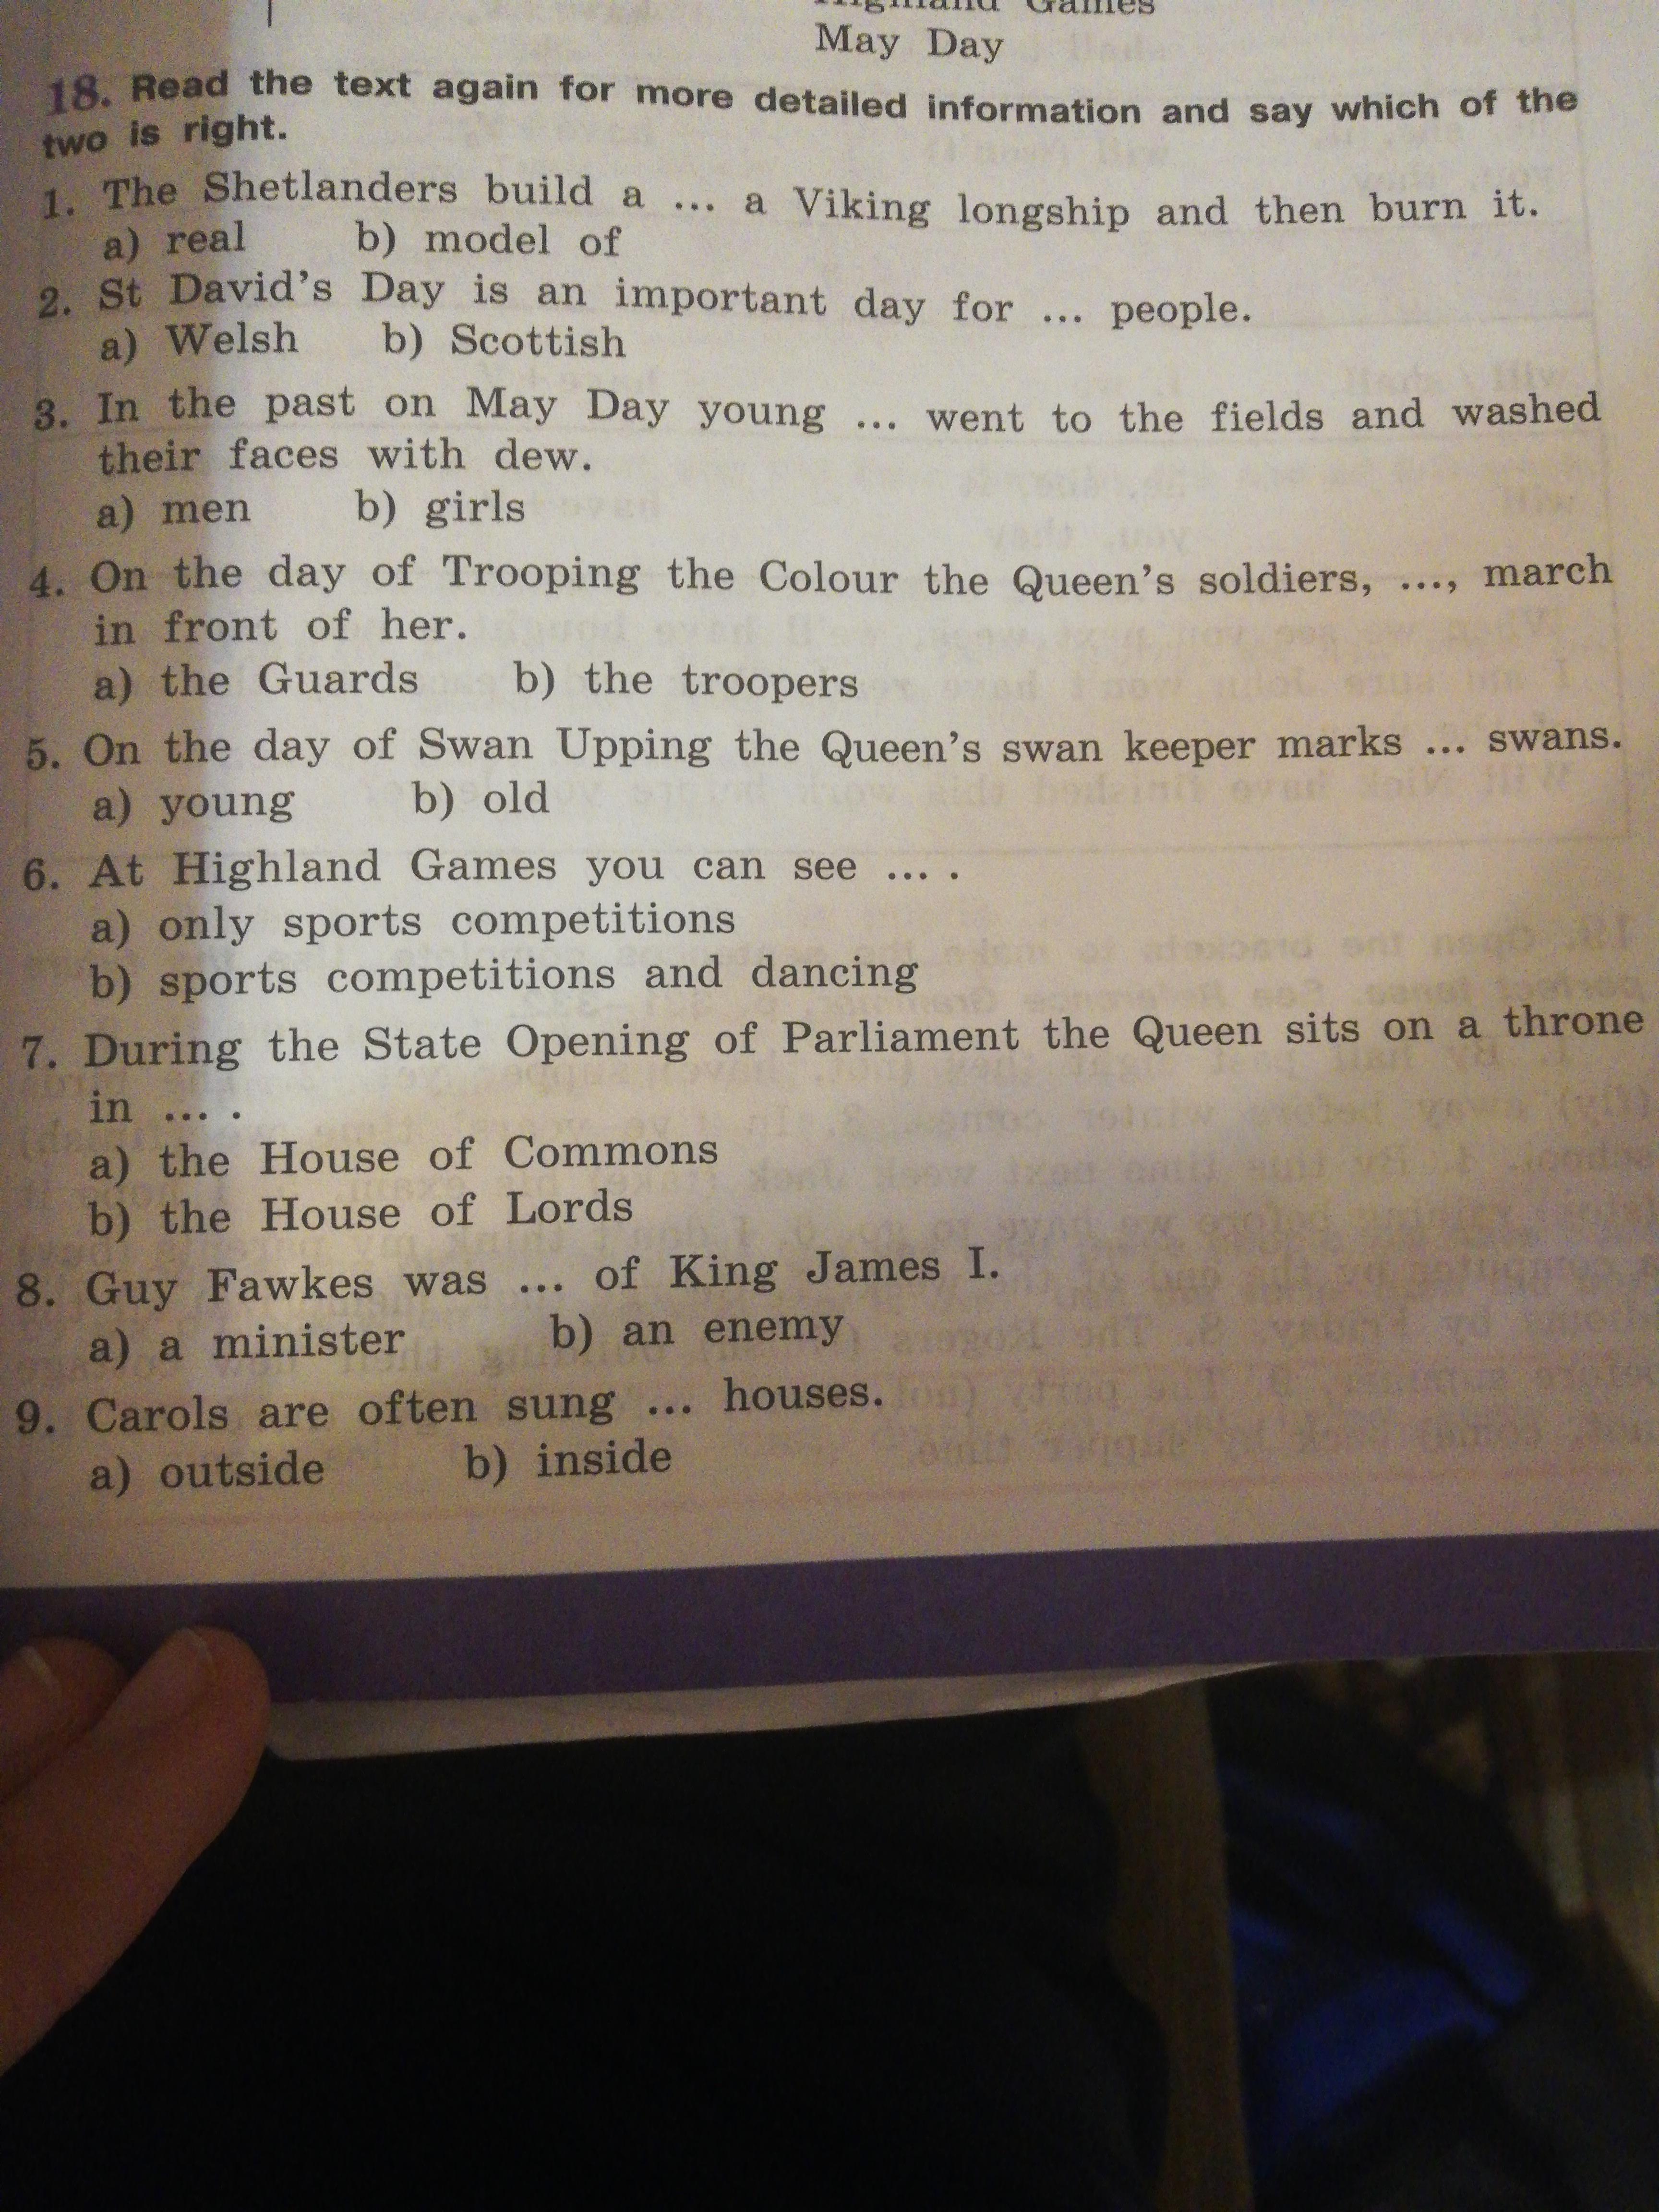 Highland Games
May Day
18. Read the text again for more detailed information and say which of the
two is right.
1. The Shetlanders build a ... a Viking longship and then burn it.
a) real b) model of
2. St David's Day is an important day for ... people.
a) Welsh b) Scottish
3. In the past on May Day young ... went to the fields and washed
their faces with dew.
a) men b) girls
4. On the day of Trooping the Colour the Queen's soldiers, ..., march
in front of her.
a) the Guards b) the troopers
5. On the day of Swan Upping the Queen's swan keeper marks ... swans.
a) young b) old
6. At Highland Games you can see ... .
a) only sports competitions
b) sports competitions and dancing
7. During the State Opening of Parliament the Queen sits on a throne
in ... .
a) the House of Commons
b) the House of Lords
8. Guy Fawkes was ... of King James I.
a) a minister b) an enemy
9. Carols are often sung ... houses.
a) outside b) inside